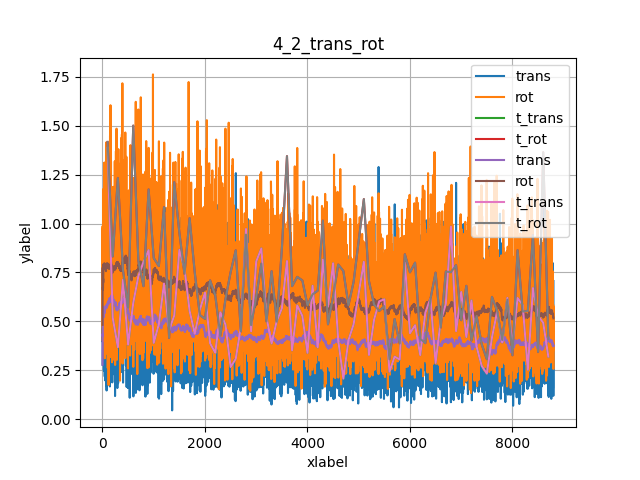 4_2_trans_rot
1.75
1.50
1.25
1.00
0.75
0.50
0.25
0.00
ylabel
0
2000
4000
6000
8000
xlabel
trans
rot
t_trans
t_rot
trans
rot
t_trans
t_rot